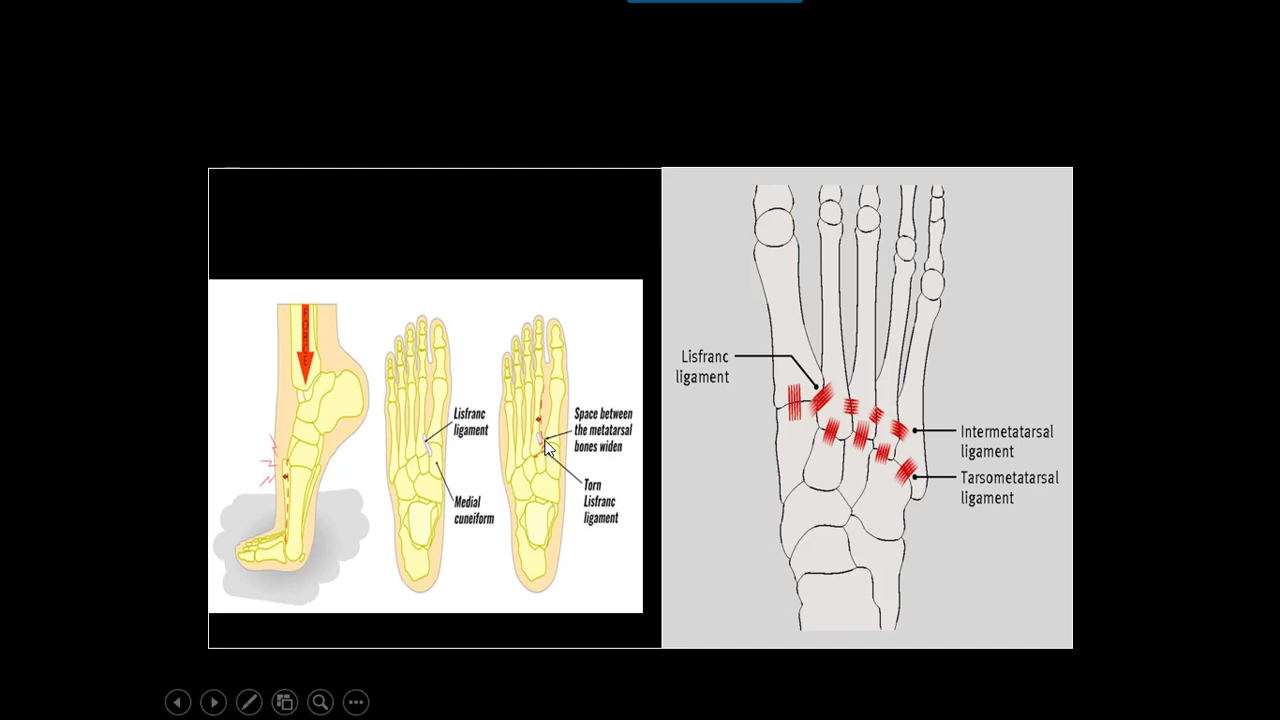 FORCE
Lisfranc
ligament
Medial
cuneiform
Space between
the metatarsal
bones widen
Torn
Lisfranc
ligament
Lisfranc
ligament
Intermetatarsal
ligament
Tarsometatarsal
ligament